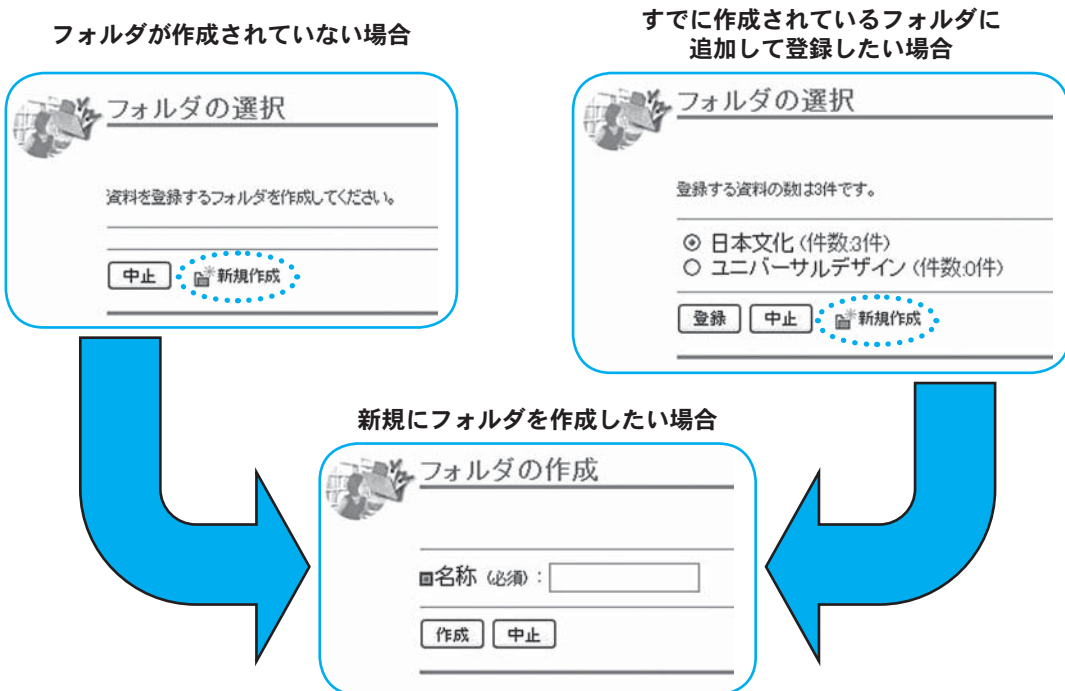 フォルダが作成されていない場合
フォルダの選択
資料を登録するフォルダを作成してください。
中止 新規作成
すでに作成されているフォルダに
追加して登録したい場合
フォルダの選択
登録する資料の数は3件です。
日本文化 (件数:3件)
ユニバーサルデザイン (件数:0件)
登録 中止 新規作成
新規にフォルダを作成したい場合
フォルダの作成
名称 (必須) :
作成 中止